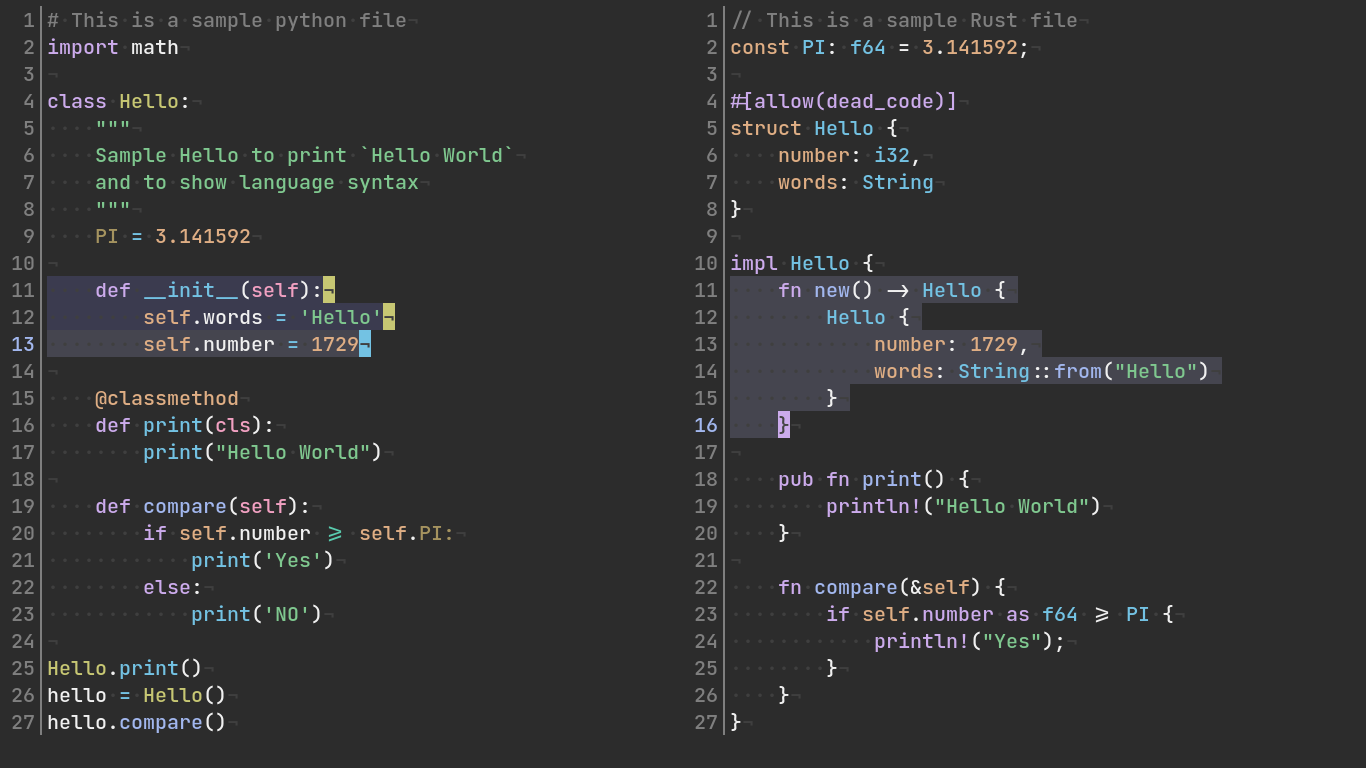 1 # This is a sample python file
2 import math
3
4 class Hello:
5     """
6     Sample Hello to print `Hello World`
7     and to show language syntax
8     """
9     PI = 3.141592
10
11     def __init__(self):
12         self.words = 'Hello'
13         self.number = 1729
14
15     @classmethod
16     def print(cls):
17         print("Hello World")
18
19     def compare(self):
20         if self.number >= self.PI:
21             print('Yes')
22         else:
23             print('NO')
24
25 Hello.print()
26 hello = Hello()
27 hello.compare()
1 // This is a sample Rust file
2 const PI: f64 = 3.141592;
3
4 #[allow(dead_code)]
5 struct Hello {
6     number: i32,
7     words: String
8 }
9
10 impl Hello {
11     fn new() -> Hello {
12         Hello {
13             number: 1729,
14             words: String::from("Hello")
15         }
16     }
17
18     pub fn print() {
19         println!("Hello World")
20     }
21
22     fn compare(&self) {
23         if self.number as f64 >= PI {
24             println!("Yes");
25         }
26     }
27 }